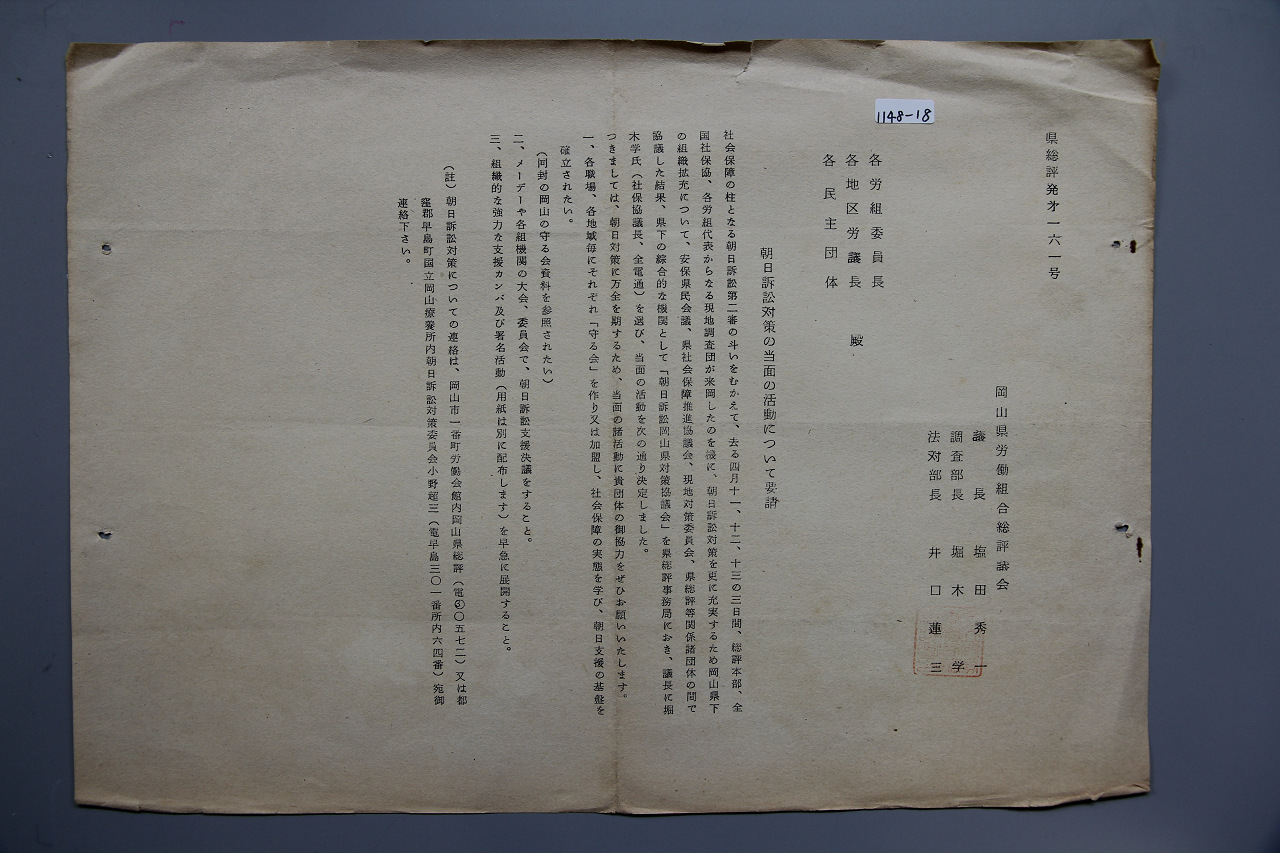 1148-18
県総評発才一六一号
岡山県労働組合総評議会
議長 塩田秀一
調査部長 堀木学
法対部長 井口蓮三
各労組委員長
各地区労議長 殿
各民主団体
朝日訴訟対策の当面の活動について要請
社会保障の柱となる朝日訴訟第二審の斗いをむかえて、去る四月十一、十二、十三の三日間、総評本部、全
国社保協、各労組代表からなる現地調査団が来岡したのを機に、朝日訴訟対策を更に充実するため岡山県下
の組織拡充について、安保県民会議、県社会保障推進協議会、現地対策委員会、県総評等関係諸団体の間で
協議した結果、県下の綜合的な機関として「朝日訴訟岡山県対策協議会」を県総評事務局におき、議長に堀
木学氏（社保協議長、全電通）を選び、当面の活動を次の通り決定しました。
つきましては、朝日対策に万全を期するため、当面の諸活動に貴団体の御協力をぜひお願いいたします。
一、各職場、各地域毎にそれぞれ「守る会」を作り又は加盟し、社会保障の実態を学び、朝日支援の基盤を
確立されたい。
（同封の岡山の守る会資料を参照されたい）
二、メーデーや各組機関の大会、委員会で、朝日訴訟支援決議をすること。
三、組織的な強力な支援カンパ及び署名活動（用紙は別に配布します）を早急に展開すること。
（註）朝日訴訟対策についての連絡は、岡山市一番町労働会館内岡山県総評（電③〇五七二）又は都
窪郡早島町国立岡山療養所内朝日訴訟対策委員会小野超三（電早島三〇一番所内六四番）宛御
連絡下さい。